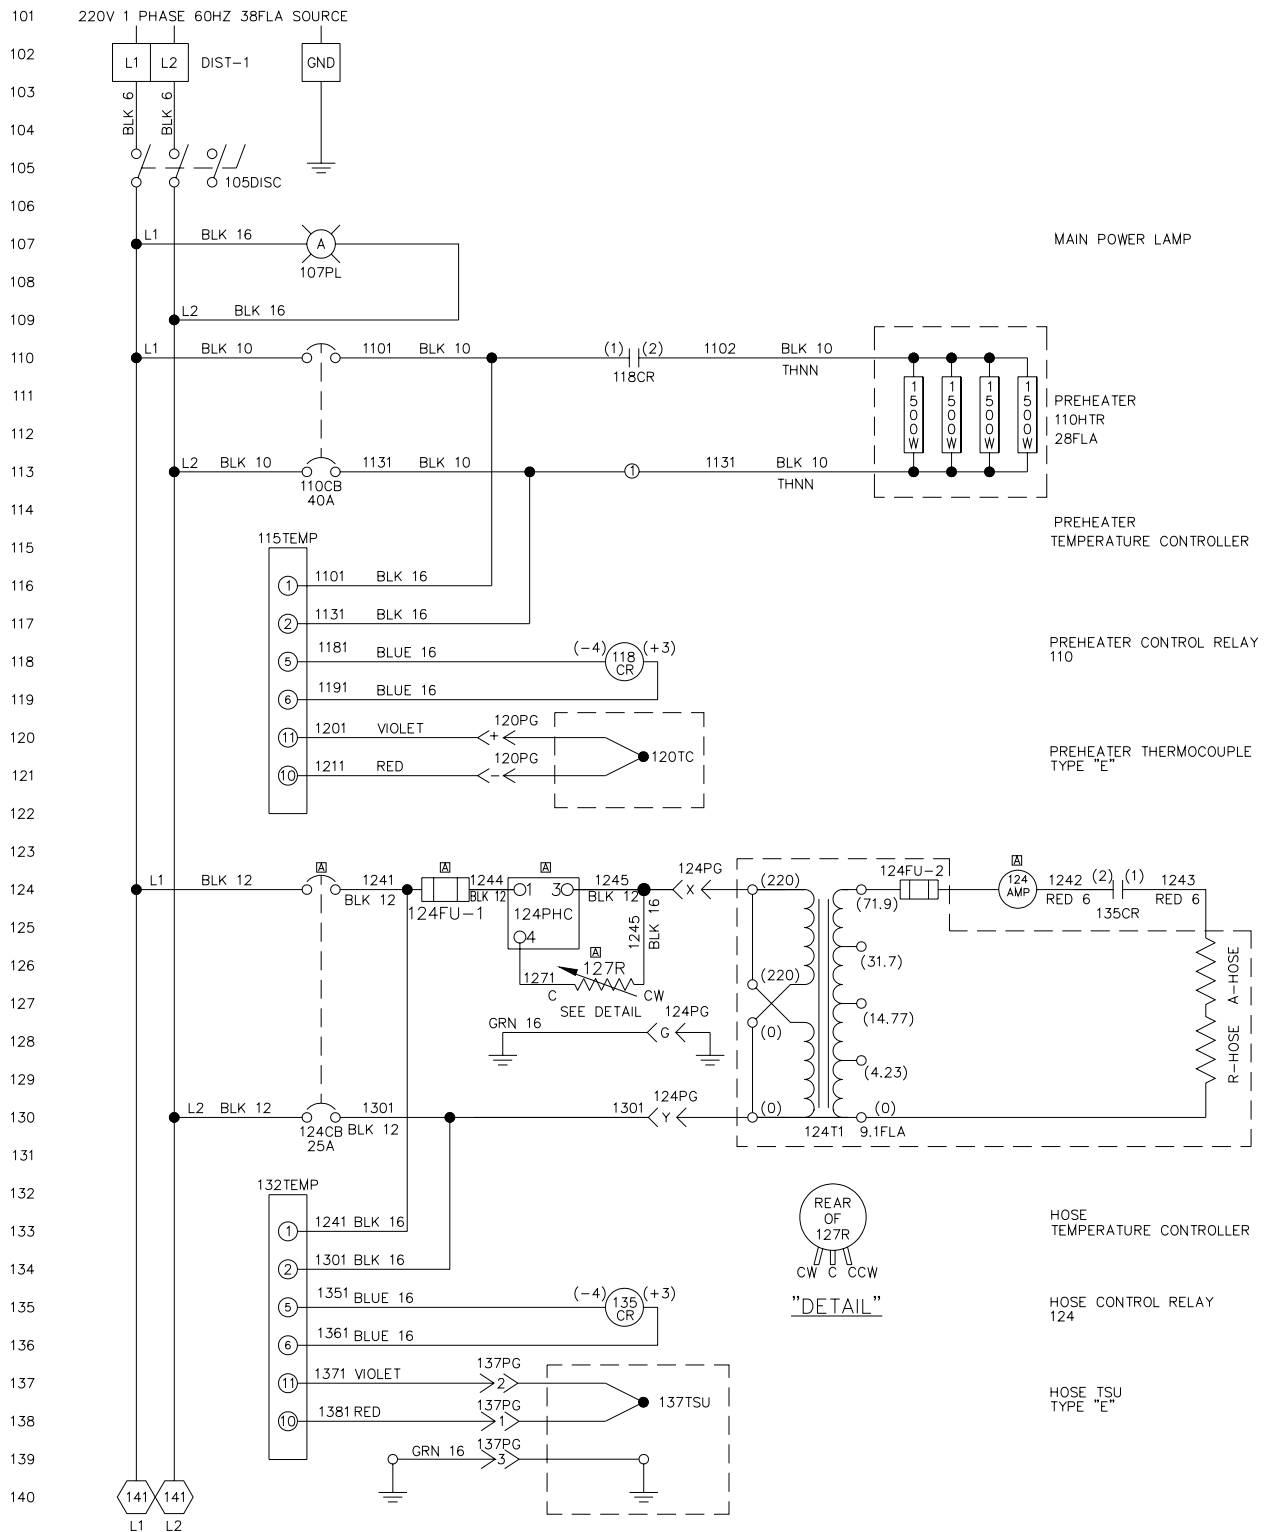 101 220V 1 PHASE 60HZ 38FLA SOURCE
102 L1 L2 DIST-1 GND
103
BLK 6 BLK 6
104
105
105DISC
106
L1 BLK 16 A MAIN POWER LAMP
107
107PL
108
L2 BLK 16
109
L1 BLK 10 1101 BLK 10 (1) (2) 1102 BLK 10
110
118CR THNN
111 1500W 1500W 1500W 1500W PREHEATER
110HTR
112
28FLA
L2 BLK 10 1131 BLK 10 1 1131 BLK 10
113
110CB THNN
40A
114
PREHEATER
115TEMP TEMPERATURE CONTROLLER
115
1101 BLK 16
116 1
1131 BLK 16
117 2
1181 BLUE 16 (-4) 118 CR (+3) PREHEATER CONTROL RELAY
118 5 110
1191 BLUE 16
119 6
1201 VIOLET 120PG
120 11 +
120TC PREHEATER THERMOCOUPLE
1211 RED 120PG TYPE "E"
121 10 -
122
123
A A A 124PG A
L1 BLK 12 1241 1244 1245 (220) 124FU-2 1242 (2) (1) 1243
124 1 3 X 124 AMP
BLK 12 BLK 12 BLK 12 RED 6 RED 6
124FU-1 124PHC (71.9) 135CR
125 1245 BLK 16
4
A (31.7)
126 127R A-HOSE
1271 (220)
C CW
127
SEE DETAIL 124PG (14.77)
GRN 16 G (0)
128
R-HOSE
129 (4.23)
124PG
L2 BLK 12 1301 1301 (0) (0)
130 Y
124CB BLK 12 124T1 9.1FLA
25A
131
132TEMP
132
REAR
OF
127R
HOSE
1241 BLK 16 TEMPERATURE CONTROLLER
133 1
1301 BLK 16
134 2 CW C CCW
1351 BLUE 16 (-4) 135 CR (+3) "DETAIL" HOSE CONTROL RELAY
135 5 124
1361 BLUE 16
136 6
1371 VIOLET 137PG
137 11 2
137TSU HOSE TSU
1381 RED 137PG TYPE "E"
138 10 1
GRN 16 137PG
139 3
140 141 141
L1 L2